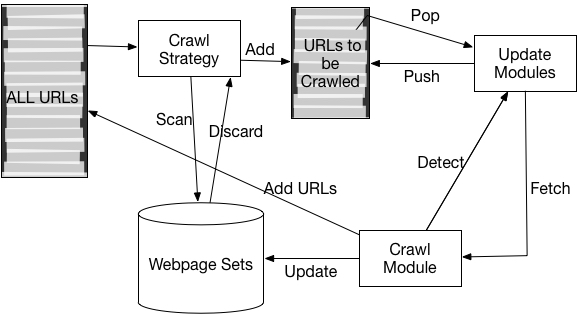 Crawl
Strategy
Add
URLs to
be
Crawled
Pop
Push
Update
Modules
ALL URLs
Scan
Discard
Add URLs
Detect
Fetch
Webpage Sets
Update
Crawl
Module